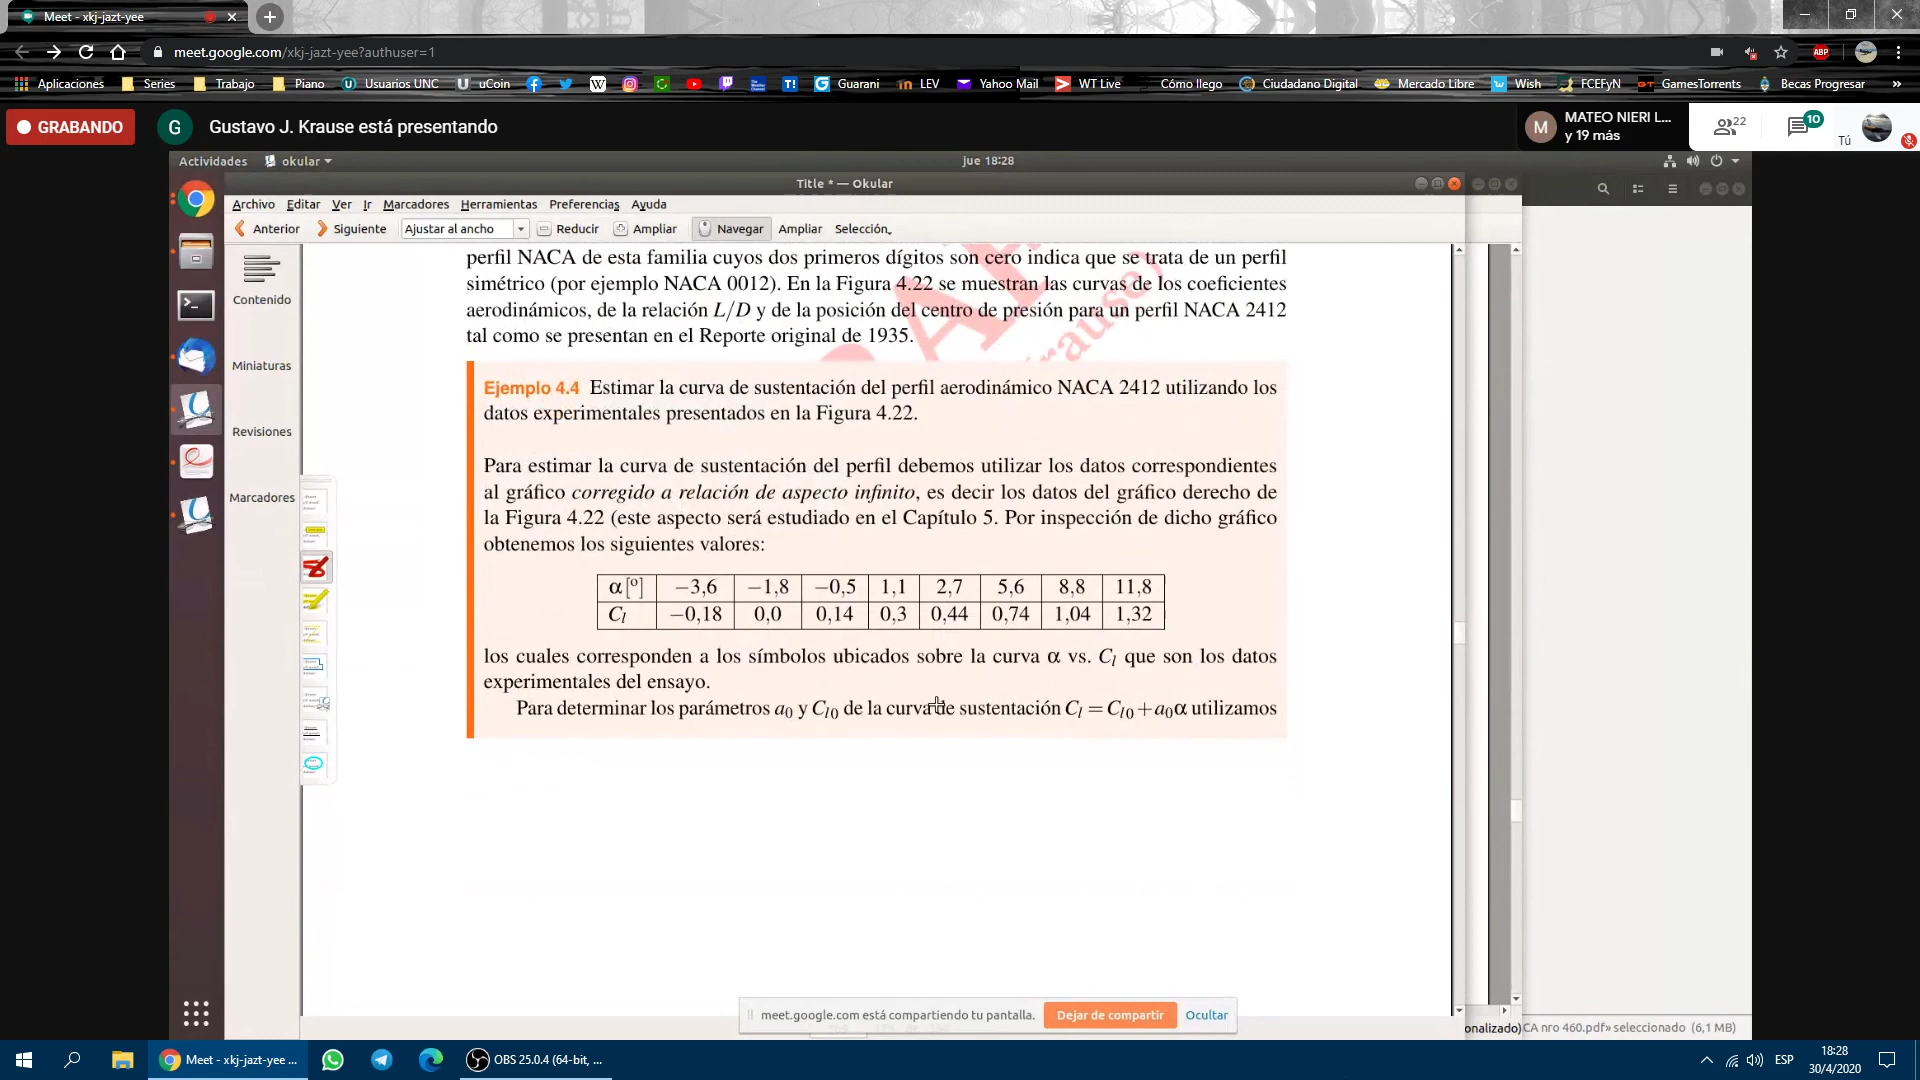 Meet - xkj-jazt-yee
meet.google.com/xkj-jazt-yee?authuser=1
ABP
Aplicaciones
Series
Trabajo
Piano
Usuarios UNC
uCoin
Guarani
LEV
Yahoo Mail
WT Live
Cómo llego
Ciudadano Digital
Mercado Libre
Wish
FCEFyN
GamesTorrents
Becas Progresar
»
GRABANDO
G
Gustavo J. Krause está presentando
M
MATEO NIERI L...
y 19 más
22
10
Tú
Actividades
okular
jue 18:28
Title * — Okular
Archivo Editar Ver Ir Marcadores Herramientas Preferencias Ayuda
Anterior Siguiente Ajustar al ancho Reducir Ampliar Navegar Ampliar Selección
Contenido
Miniaturas
Revisiones
Marcadores
perfil NACA de esta familia cuyos dos primeros dígitos son cero indica que se trata de un perfil
simétrico (por ejemplo NACA 0012). En la Figura 4.22 se muestran las curvas de los coeficientes
aerodinámicos, de la relación L/D y de la posición del centro de presión para un perfil NACA 2412
tal como se presentan en el Reporte original de 1935.
Ejemplo 4.4 Estimar la curva de sustentación del perfil aerodinámico NACA 2412 utilizando los
datos experimentales presentados en la Figura 4.22.
Para estimar la curva de sustentación del perfil debemos utilizar los datos correspondientes
al gráfico corregido a relación de aspecto infinito, es decir los datos del gráfico derecho de
la Figura 4.22 (este aspecto será estudiado en el Capítulo 5. Por inspección de dicho gráfico
obtenemos los siguientes valores:
α[º] −3,6 −1,8 −0,5 1,1 2,7 5,6 8,8 11,8
Cl −0,18 0,0 0,14 0,3 0,44 0,74 1,04 1,32
los cuales corresponden a los símbolos ubicados sobre la curva α vs. Cl que son los datos
experimentales del ensayo.
Para determinar los parámetros a0 y Cl0 de la curva de sustentación Cl = Cl0 + a0α utilizamos
meet.google.com está compartiendo tu pantalla.
Dejar de compartir
Ocultar
onalizado)
CA nro 460.pdf» seleccionado (6,1 MB)
Meet - xkj-jazt-yee ...
OBS 25.0.4 (64-bit, ...
ESP
18:28
30/4/2020